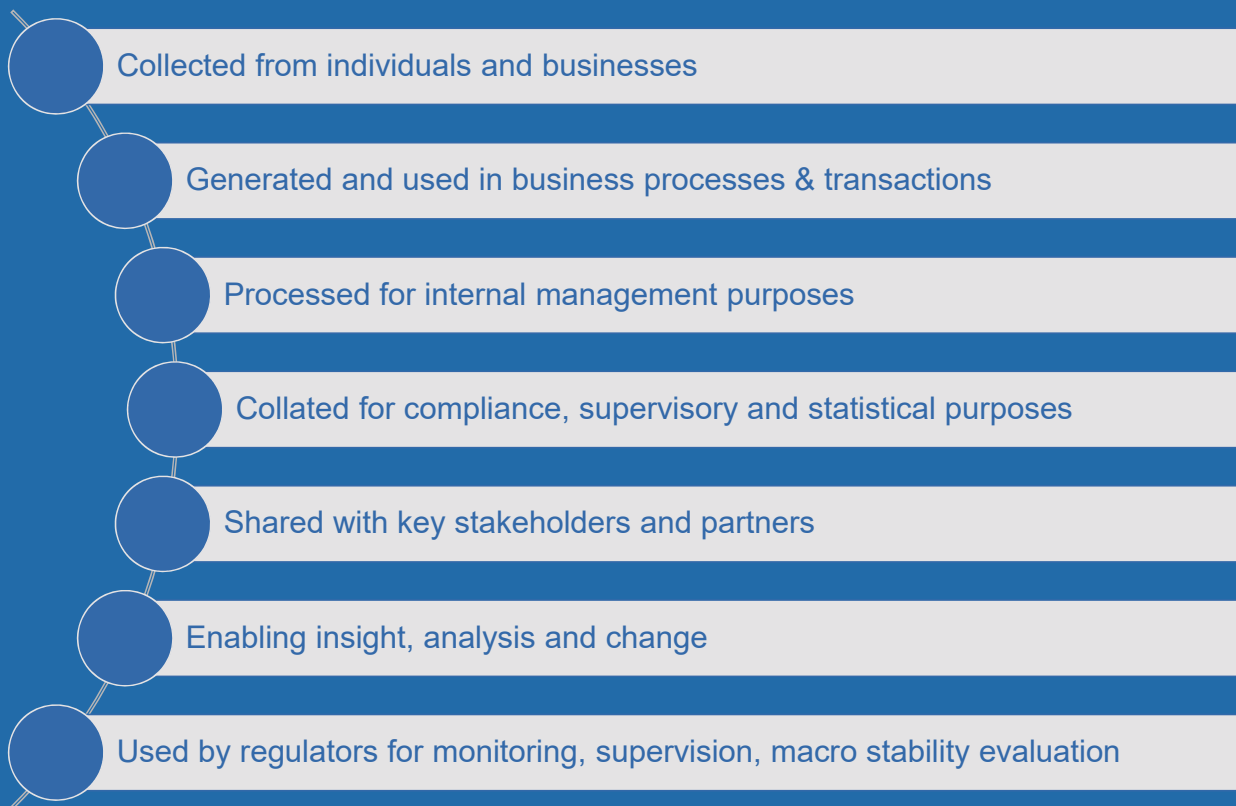 Collected from individuals and businesses
Generated and used in business processes & transactions
Processed for internal management purposes
Collated for compliance, supervisory and statistical purposes
Shared with key stakeholders and partners
Enabling insight, analysis and change
Used by regulators for monitoring, supervision, macro stability evaluation